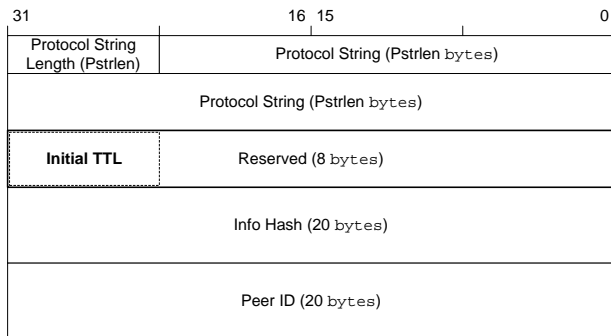 31 16 15 0
Protocol String
Length (Pstrlen)
Protocol String (Pstrlen bytes)
Protocol String (Pstrlen bytes)
Initial TTL Reserved (8 bytes)
Info Hash (20 bytes)
Peer ID (20 bytes)